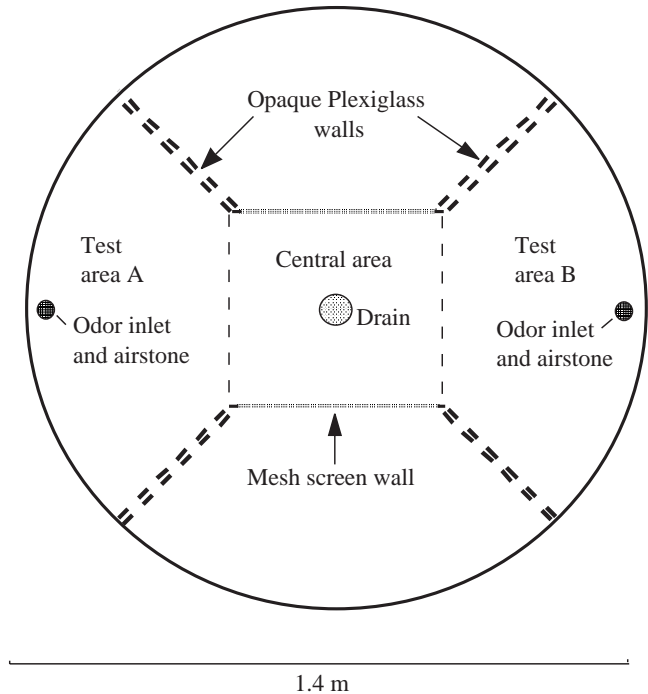 Opaque Plexiglass
walls
Test
area A
Central area
Test
area B
Drain
Odor inlet
and airstone
Odor inlet
and airstone
Mesh screen wall
1.4 m